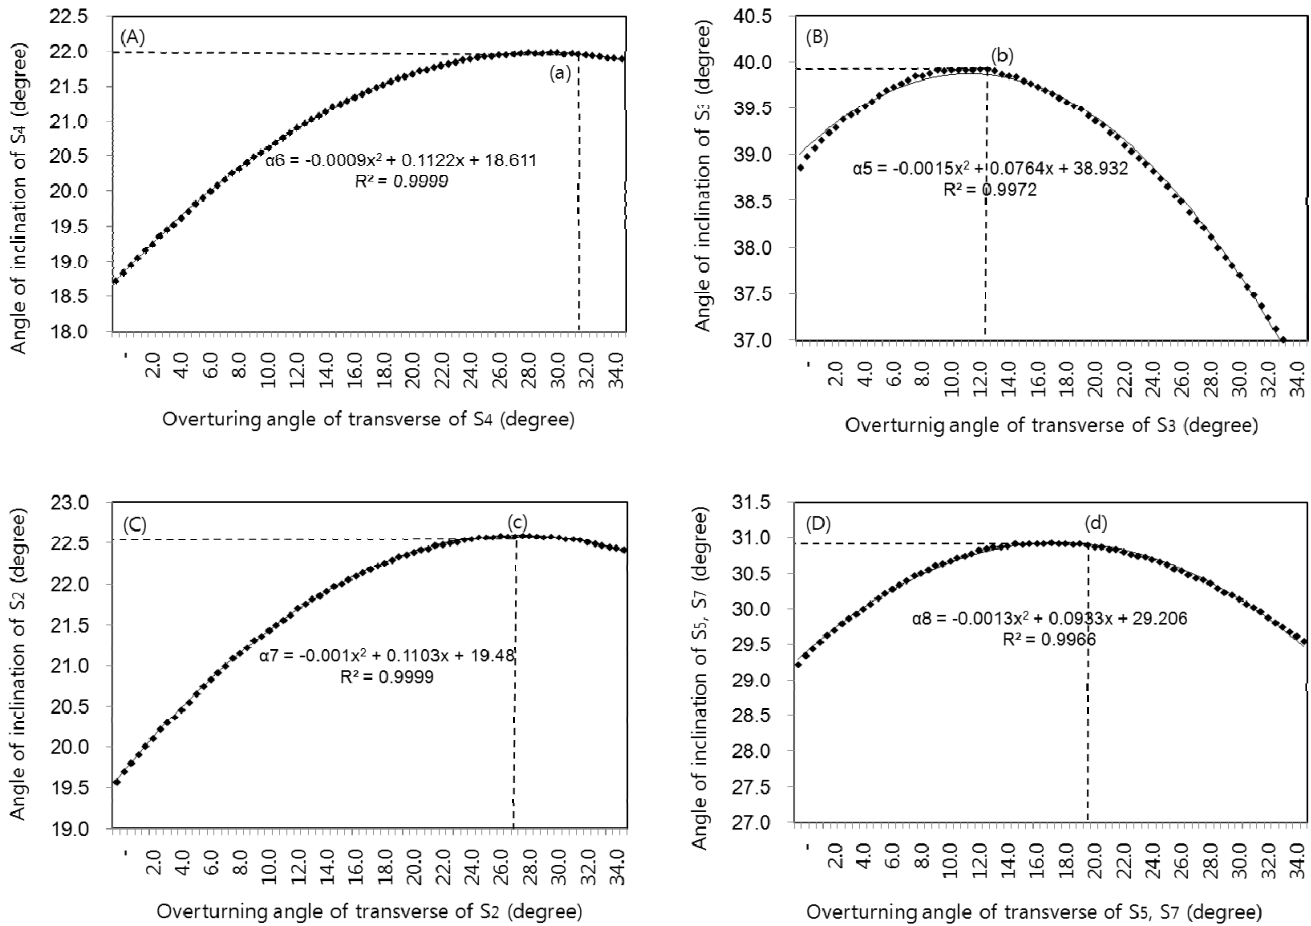 (A)
Angle of inclination of S4 (degree)
22.5
22.0
21.5
21.0
20.5
20.0
19.5
19.0
18.5
18.0
(a)
α6 = -0.0009x² + 0.1122x + 18.611
R² = 0.9999
- 2.0 4.0 6.0 8.0 10.0 12.0 14.0 16.0 18.0 20.0 22.0 24.0 26.0 28.0 30.0 32.0 34.0
Overturing angle of transverse of S4 (degree)
(B)
Angle of inclination of S3 (degree)
40.5
40.0
39.5
39.0
38.5
38.0
37.5
37.0
(b)
α5 = -0.0015x² + 0.0764x + 38.932
R² = 0.9972
- 2.0 4.0 6.0 8.0 10.0 12.0 14.0 16.0 18.0 20.0 22.0 24.0 26.0 28.0 30.0 32.0 34.0
Overturnig angle of transverse of S3 (degree)
(C)
Angle of inclination of S2 (degree)
23.0
22.5
22.0
21.5
21.0
20.5
20.0
19.5
19.0
(c)
α7 = -0.001x² + 0.1103x + 19.48
R² = 0.9999
- 2.0 4.0 6.0 8.0 10.0 12.0 14.0 16.0 18.0 20.0 22.0 24.0 26.0 28.0 30.0 32.0 34.0
Overturning angle of transverse of S2 (degree)
(D)
Angle of inclination of S5, S7 (degree)
31.5
31.0
30.5
30.0
29.5
29.0
28.5
28.0
27.5
27.0
(d)
α8 = -0.0013x² + 0.0933x + 29.206
R² = 0.9966
- 2.0 4.0 6.0 8.0 10.0 12.0 14.0 16.0 18.0 20.0 22.0 24.0 26.0 28.0 30.0 32.0 34.0
Overturning angle of transverse of S5, S7 (degree)